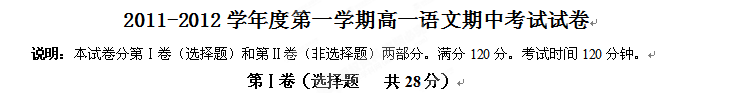 2011-2012 学年度第一学期高一语文期中考试试卷
说明：本试卷分第Ⅰ卷（选择题）和第Ⅱ卷（非选择题）两部分。满分 120 分。考试时间 120 分钟。
第Ⅰ卷（选择题 共 28 分）